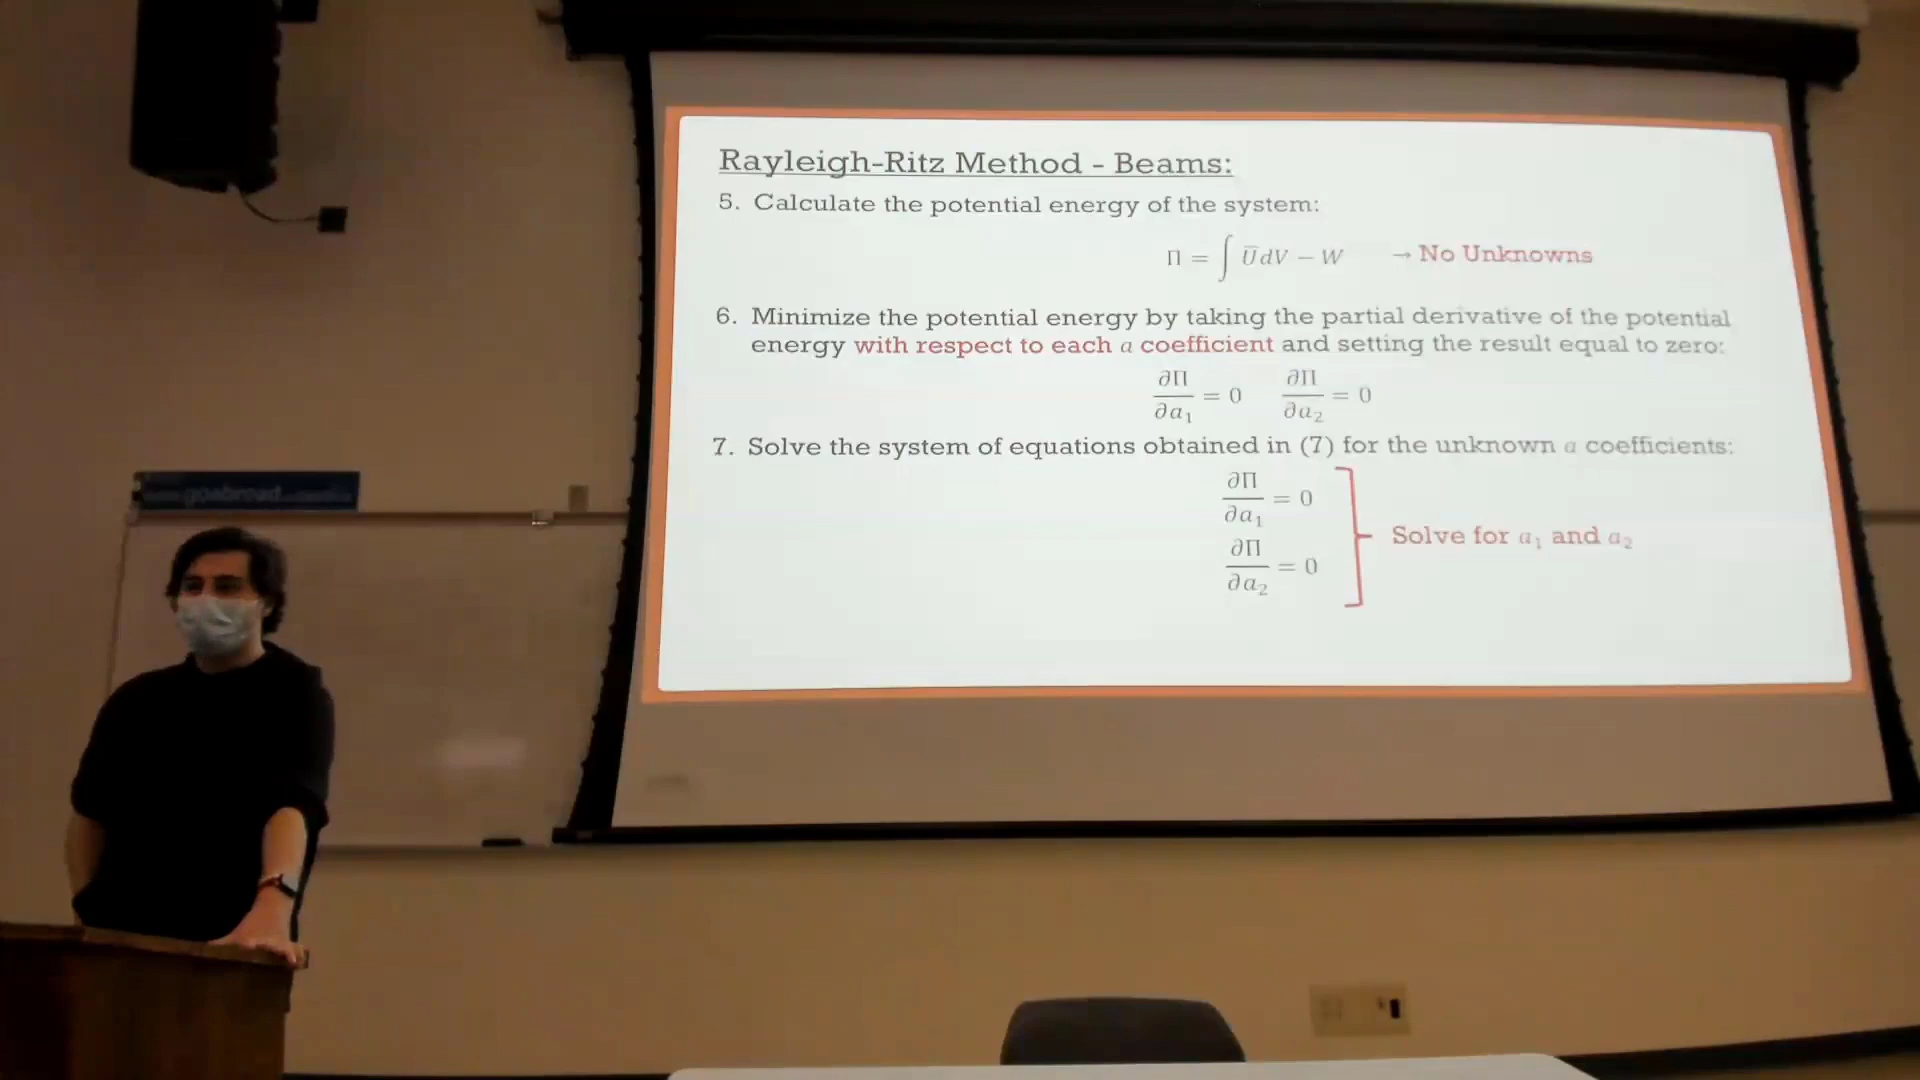 Rayleigh-Ritz Method - Beams:
5. Calculate the potential energy of the system:
Π = ∫ U̅dV − W → No Unknowns
6. Minimize the potential energy by taking the partial derivative of the potential
energy with respect to each a coefficient and setting the result equal to zero:
∂Π/∂a₁ = 0 ∂Π/∂a₂ = 0
7. Solve the system of equations obtained in (7) for the unknown a coefficients:
∂Π/∂a₁ = 0
∂Π/∂a₂ = 0
Solve for a₁ and a₂